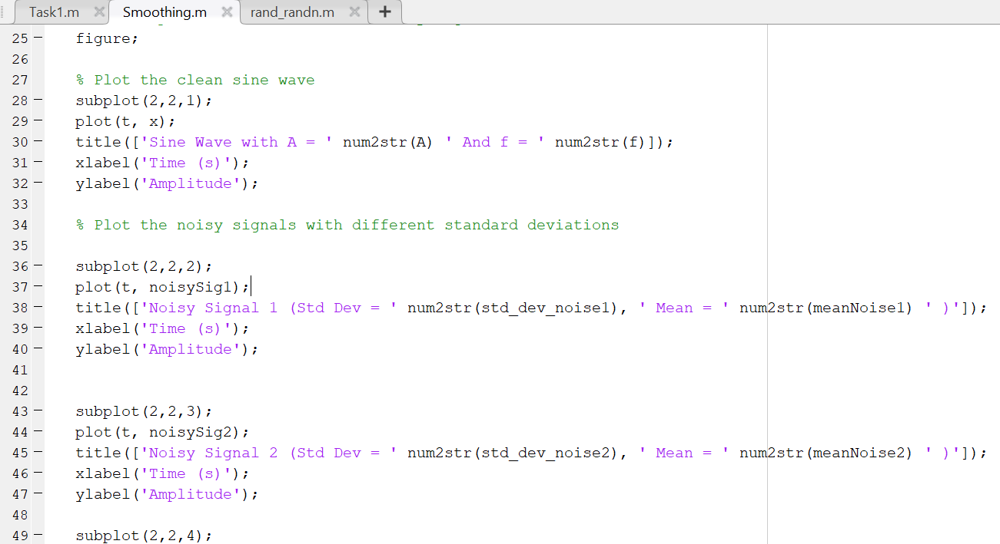 Task1.m × Smoothing.m × rand_randn.m × +
25 – figure;
26
27 % Plot the clean sine wave
28 – subplot(2,2,1);
29 – plot(t, x);
30 – title(['Sine Wave with A = ' num2str(A) ' And f = ' num2str(f)]);
31 – xlabel('Time (s)');
32 – ylabel('Amplitude');
33
34 % Plot the noisy signals with different standard deviations
35
36 – subplot(2,2,2);
37 – plot(t, noisySig1);
38 – title(['Noisy Signal 1 (Std Dev = ' num2str(std_dev_noise1), ' Mean = ' num2str(meanNoise1) ' )']);
39 – xlabel('Time (s)');
40 – ylabel('Amplitude');
41
42
43 – subplot(2,2,3);
44 – plot(t, noisySig2);
45 – title(['Noisy Signal 2 (Std Dev = ' num2str(std_dev_noise2), ' Mean = ' num2str(meanNoise2) ' )']);
46 – xlabel('Time (s)');
47 – ylabel('Amplitude');
48
49 – subplot(2,2,4);